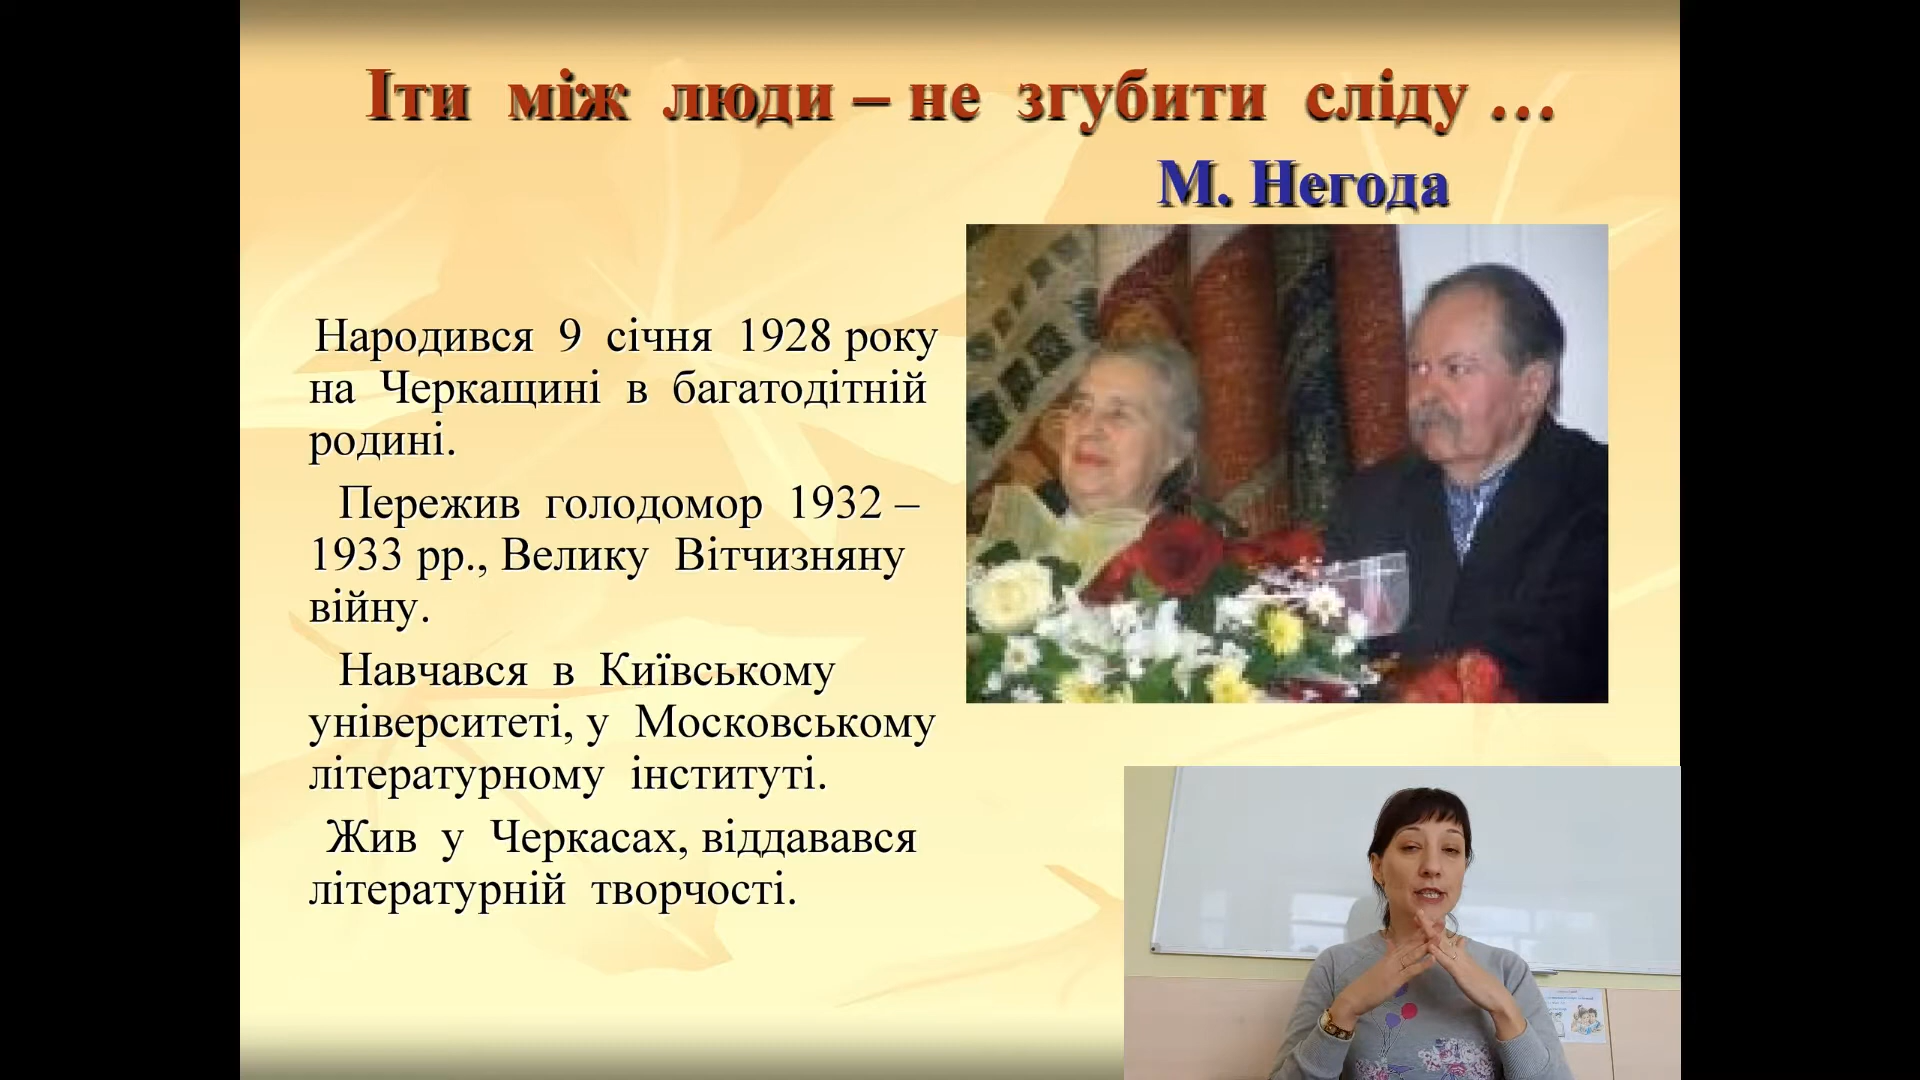 Іти між люди – не згубити сліду …
М. Негода
Народився 9 січня 1928 року
на Черкащині в багатодітній
родині.
Пережив голодомор 1932 –
1933 рр., Велику Вітчизняну
війну.
Навчався в Київському
університеті, у Московському
літературному інституті.
Жив у Черкасах, віддавався
літературній творчості.